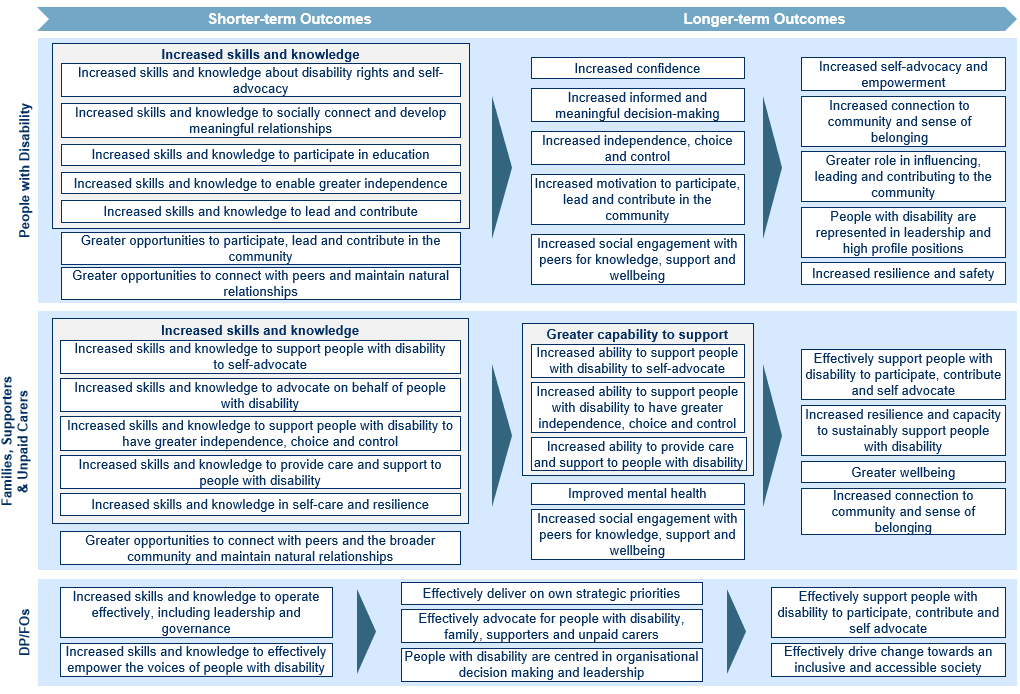 Shorter-term Outcomes
Longer-term Outcomes
People with Disability
Increased skills and knowledge
Increased skills and knowledge about disability rights and self-
advocacy
Increased skills and knowledge to socially connect and develop
meaningful relationships
Increased skills and knowledge to participate in education
Increased skills and knowledge to enable greater independence
Increased skills and knowledge to lead and contribute
Greater opportunities to participate, lead and contribute in the
community
Greater opportunities to connect with peers and maintain natural
relationships
Increased confidence
Increased informed and
meaningful decision-making
Increased independence, choice
and control
Increased motivation to participate,
lead and contribute in the
community
Increased social engagement with
peers for knowledge, support and
wellbeing
Increased self-advocacy and
empowerment
Increased connection to
community and sense of
belonging
Greater role in influencing,
leading and contributing to the
community
People with disability are
represented in leadership and
high profile positions
Increased resilience and safety
Families, Supporters
& Unpaid Carers
Increased skills and knowledge
Increased skills and knowledge to support people with disability
to self-advocate
Increased skills and knowledge to advocate on behalf of people
with disability
Increased skills and knowledge to support people with disability to
have greater independence, choice and control
Increased skills and knowledge to provide care and support to
people with disability
Increased skills and knowledge in self-care and resilience
Greater opportunities to connect with peers and the broader
community and maintain natural relationships
Greater capability to support
Increased ability to support people
with disability to self-advocate
Increased ability to support people
with disability to have greater
independence, choice and control
Increased ability to provide care
and support to people with disability
Improved mental health
Increased social engagement with
peers for knowledge, support and
wellbeing
Effectively support people with
disability to participate, contribute
and self advocate
Increased resilience and capacity
to sustainably support people
with disability
Greater wellbeing
Increased connection to
community and sense of
belonging
DP/FOs
Increased skills and knowledge to operate
effectively, including leadership and
governance
Increased skills and knowledge to effectively
empower the voices of people with disability
Effectively deliver on own strategic priorities
Effectively advocate for people with disability,
family, supporters and unpaid carers
People with disability are centred in organisational
decision making and leadership
Effectively support people with
disability to participate, contribute and
self advocate
Effectively drive change towards an
inclusive and accessible society